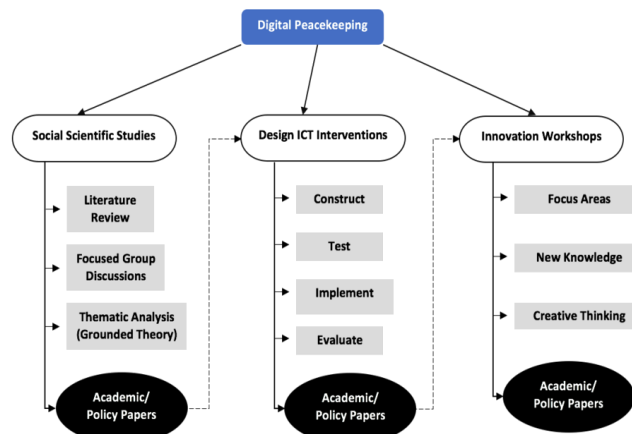 Digital Peacekeeping
Social Scientific Studies
Design ICT Interventions
Innovation Workshops
Literature
Review
Focused Group
Discussions
Thematic Analysis
(Grounded Theory)
Academic/
Policy Papers
Construct
Test
Implement
Evaluate
Academic/
Policy Papers
Focus Areas
New Knowledge
Creative Thinking
Academic/
Policy Papers